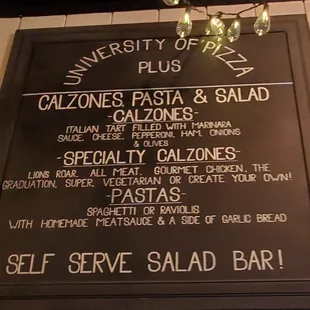 UNIVERSITY OF PIZZA
PLUS
CALZONES, PASTA & SALAD
-CALZONES-
ITALIAN TART FILLED WITH MARINARA
SAUCE, CHEESE, PEPPERONI, HAM, ONIONS
& OLIVES
-SPECIALTY CALZONES-
LIONS ROAR, ALL MEAT, GOURMET CHICKEN, THE
GRADUATION, SUPER, VEGETARIAN OR CREATE YOUR OWN!
-PASTAS-
SPAGHETTI OR RAVIOLIS
WITH HOMEMADE MEATSAUCE & A SIDE OF GARLIC BREAD
SELF SERVE SALAD BAR!